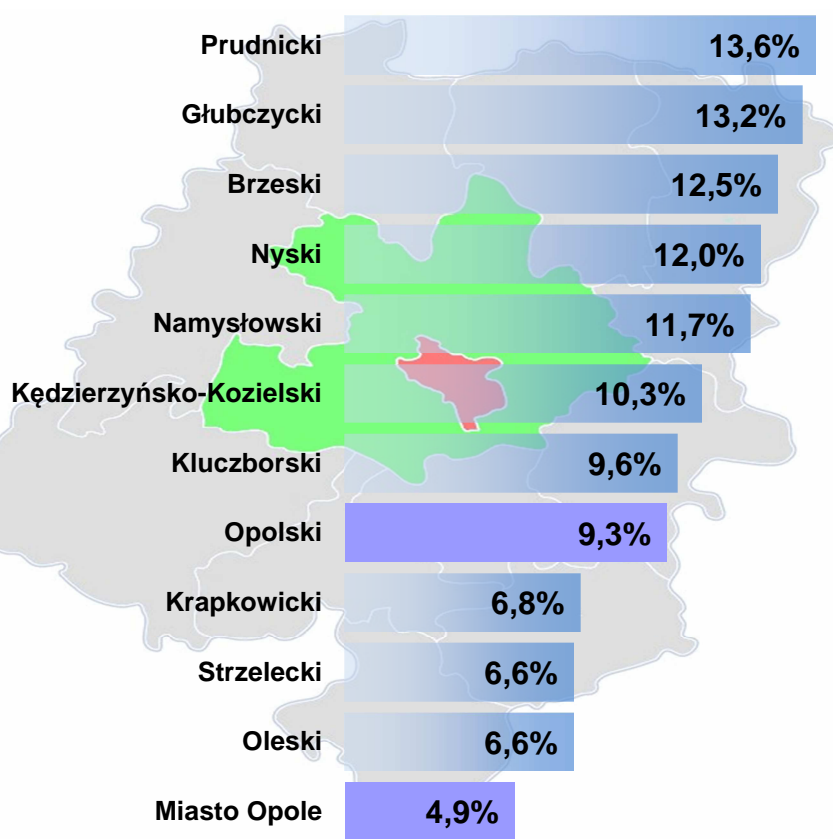 Prudnicki 13,6%
Głubczycki 13,2%
Brzeski 12,5%
Nyski 12,0%
Namysłowski 11,7%
Kędzierzyńsko-Kozielski 10,3%
Kluczborski 9,6%
Opolski 9,3%
Krapkowicki 6,8%
Strzelecki 6,6%
Oleski 6,6%
Miasto Opole 4,9%